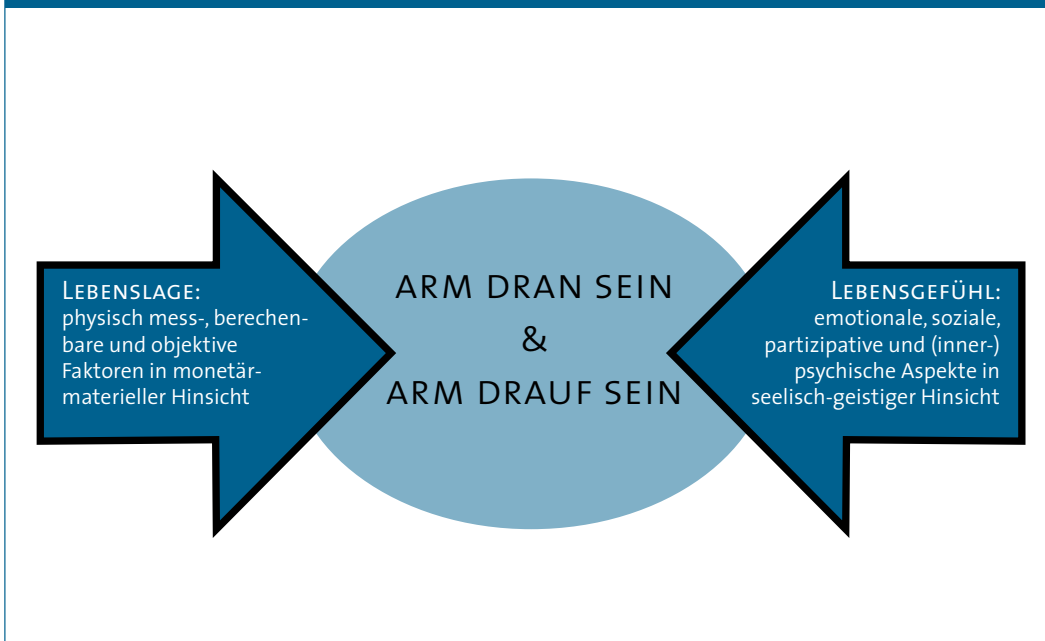 LEBENSLAGE:
physisch mess-, berechen-
bare und objektive
Faktoren in monetär-
materieller Hinsicht
ARM DRAN SEIN
&
ARM DRAUF SEIN
LEBENSGEFÜHL:
emotionale, soziale,
partizipative und (inner-)
psychische Aspekte in
seelisch-geistiger Hinsicht